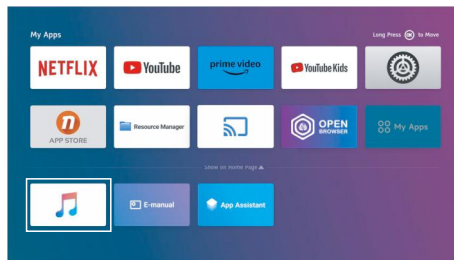 My Apps
Long Press OK to Move
NETFLIX
YouTube
prime video
YouTube Kids
n
APP STORE
Resource Manager
OPEN
BROWSER
My Apps
Show on Home Page
E-manual
App Assistant